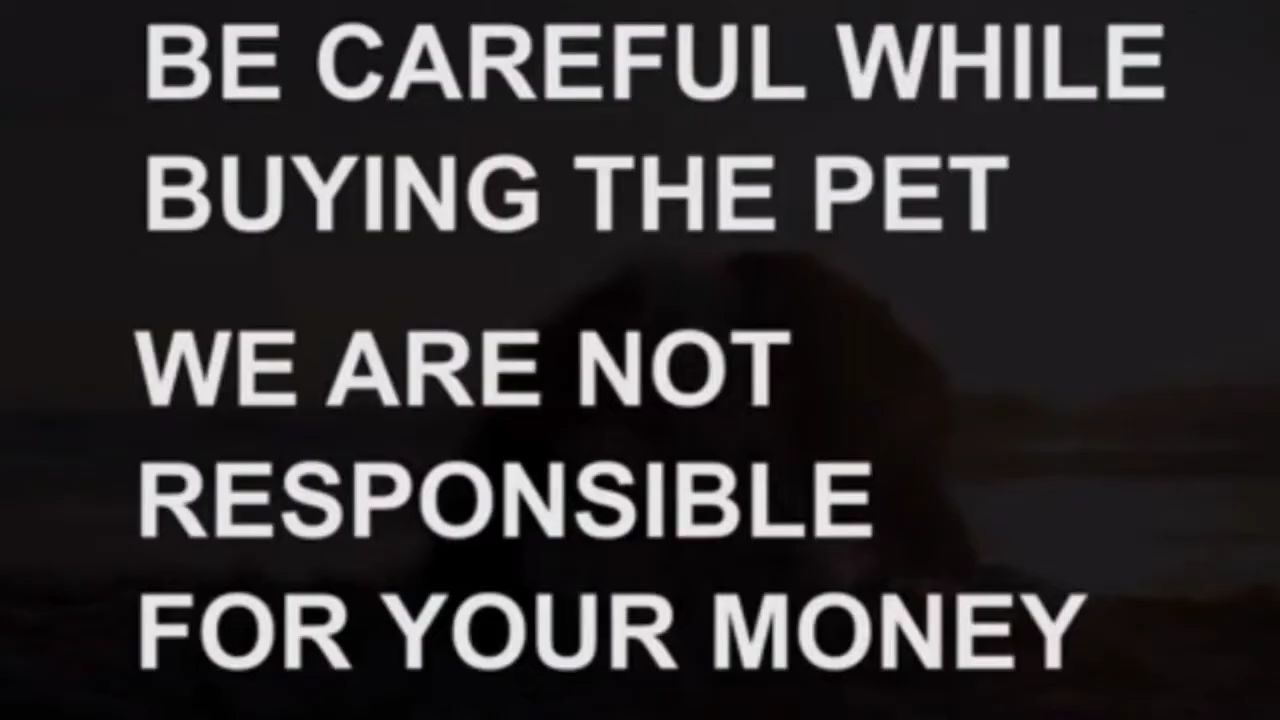 BE CAREFUL WHILE
BUYING THE PET
WE ARE NOT
RESPONSIBLE
FOR YOUR MONEY